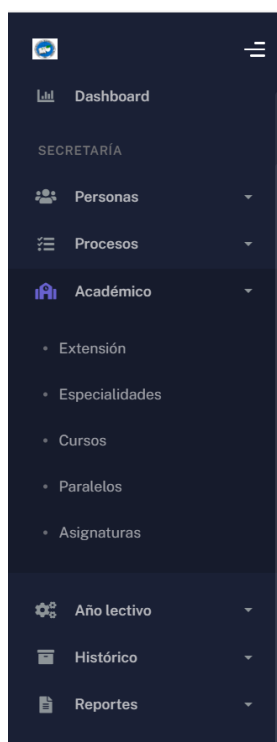 Dashboard
SECRETARÍA
Personas
Procesos
Académico
Extensión
Especialidades
Cursos
Paralelos
Asignaturas
Año lectivo
Histórico
Reportes